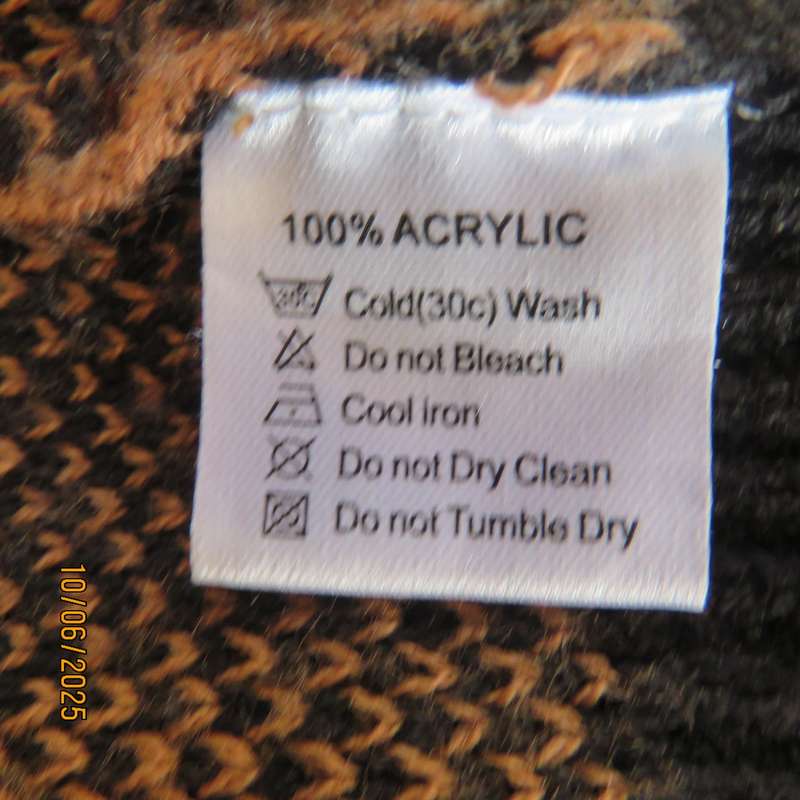 100% ACRYLIC
30c Cold(30c) Wash
Do not Bleach
Cool iron
Do not Dry Clean
Do not Tumble Dry
10/06/2025